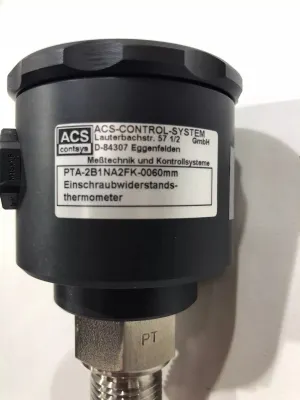 ACS
contsys
ACS-CONTROL-SYSTEM
GmbH
Lauterbachstr. 57 1/2
D-84307 Eggenfelden
Meßtechnik und Kontrollsysteme
PTA-2B1NA2FK-0060mm
Einschraubwiderstands-
thermometer
PT